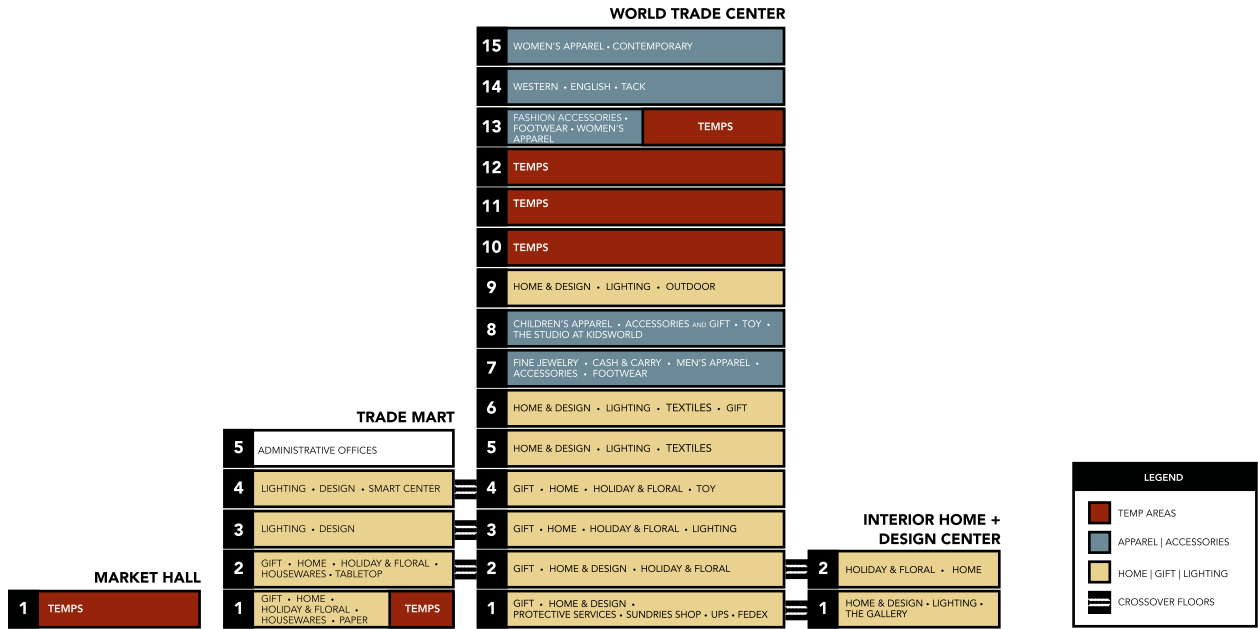 WORLD TRADE CENTER
15 WOMEN'S APPAREL • CONTEMPORARY
14 WESTERN • ENGLISH • TACK
13 FASHION ACCESSORIES •
FOOTWEAR • WOMEN'S
APPAREL
TEMPS
12 TEMPS
11 TEMPS
10 TEMPS
9 HOME & DESIGN • LIGHTING • OUTDOOR
8 CHILDREN'S APPAREL • ACCESSORIES AND GIFT • TOY •
THE STUDIO AT KIDSWORLD
7 FINE JEWELRY • CASH & CARRY • MEN'S APPAREL •
ACCESSORIES • FOOTWEAR
6 HOME & DESIGN • LIGHTING • TEXTILES • GIFT
5 HOME & DESIGN • LIGHTING • TEXTILES
4 GIFT • HOME • HOLIDAY & FLORAL • TOY
3 GIFT • HOME • HOLIDAY & FLORAL • LIGHTING
2 GIFT • HOME & DESIGN • HOLIDAY & FLORAL
1 GIFT • HOME & DESIGN •
PROTECTIVE SERVICES • SUNDRIES SHOP • UPS • FEDEX
TRADE MART
5 ADMINISTRATIVE OFFICES
4 LIGHTING • DESIGN • SMART CENTER
3 LIGHTING • DESIGN
2 GIFT • HOME • HOLIDAY & FLORAL •
HOUSEWARES • TABLETOP
1 GIFT • HOME •
HOLIDAY & FLORAL •
HOUSEWARES • PAPER
TEMPS
MARKET HALL
1 TEMPS
INTERIOR HOME +
DESIGN CENTER
2 HOLIDAY & FLORAL • HOME
1 HOME & DESIGN • LIGHTING •
THE GALLERY
LEGEND
TEMP AREAS
APPAREL | ACCESSORIES
HOME | GIFT | LIGHTING
CROSSOVER FLOORS